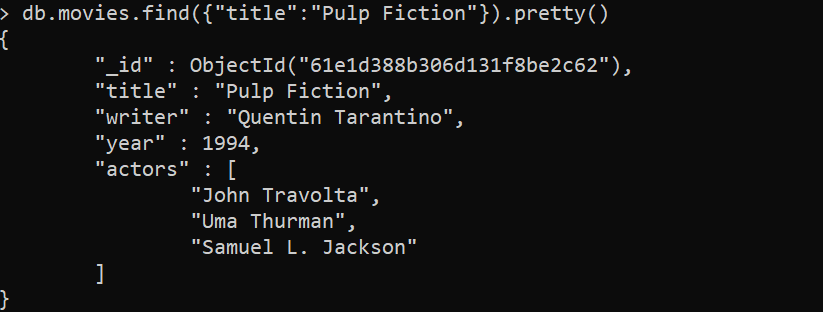 > db.movies.find({"title":"Pulp Fiction"}).pretty()
{
"_id" : ObjectId("61e1d388b306d131f8be2c62"),
"title" : "Pulp Fiction",
"writer" : "Quentin Tarantino",
"year" : 1994,
"actors" : [
"John Travolta",
"Uma Thurman",
"Samuel L. Jackson"
]
}